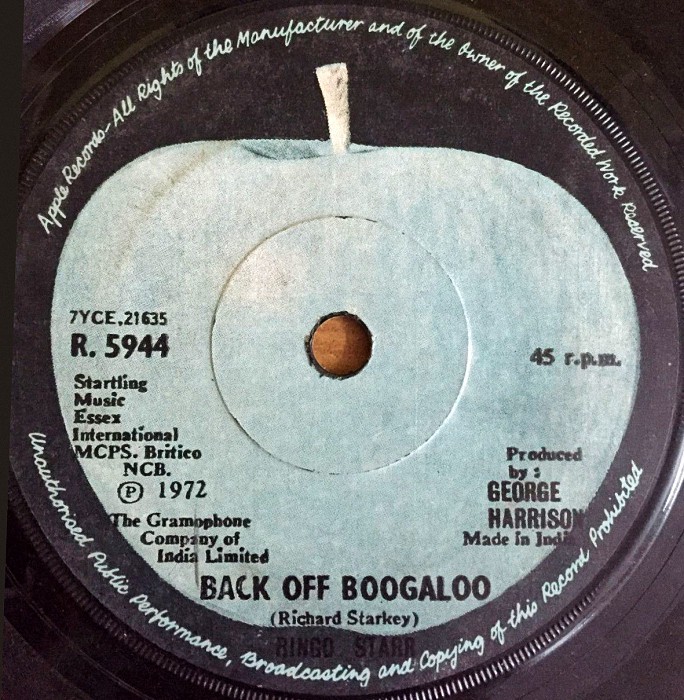 Apple Records-All Rights of the Manufacturer and of the Owner of the Recorded Work Reserved
7YCE.21635
R. 5944
45 r.p.m.
Startling
Music
Essex
International
MCPS. Britico
NCB.
Ⓟ 1972
The Gramophone
Company of
India Limited
Produced
by :
GEORGE
HARRISON
Made in India
BACK OFF BOOGALOO
(Richard Starkey)
RINGO STARR
Unauthorised Public Performance, Broadcasting and Copying of this Record Prohibited